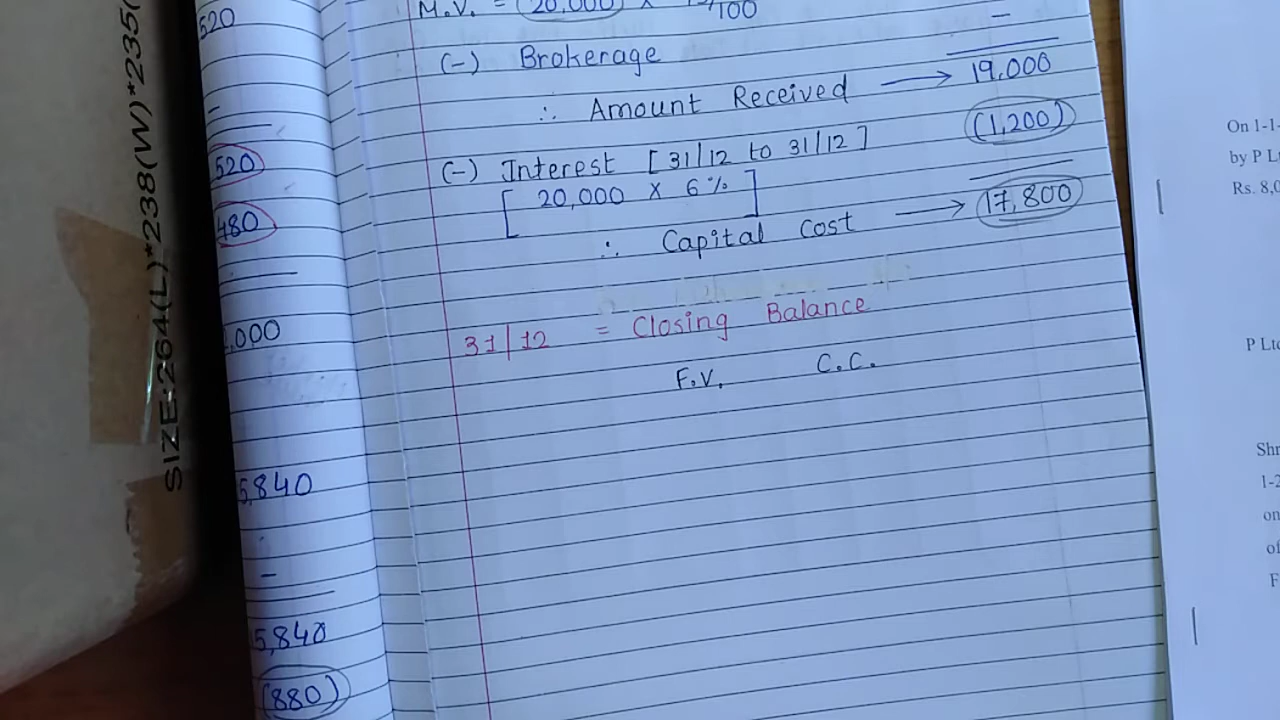 520
-
520
480
,000
5,840
-
5,840
(880)
SIZE:264(L)*238(W)*235(
M.V. = 20,000 ×
/100
-
(-) Brokerage
∴ Amount Received → 19,000
(-) Interest [31/12 to 31/12] (1,200)
[20,000 × 6%]
∴ Capital Cost → 17,800
31/12 = Closing Balance
F.V. C.C.
On 1-1
by P L
Rs. 8,0
P Lt
Shr
1-2
on
of
F